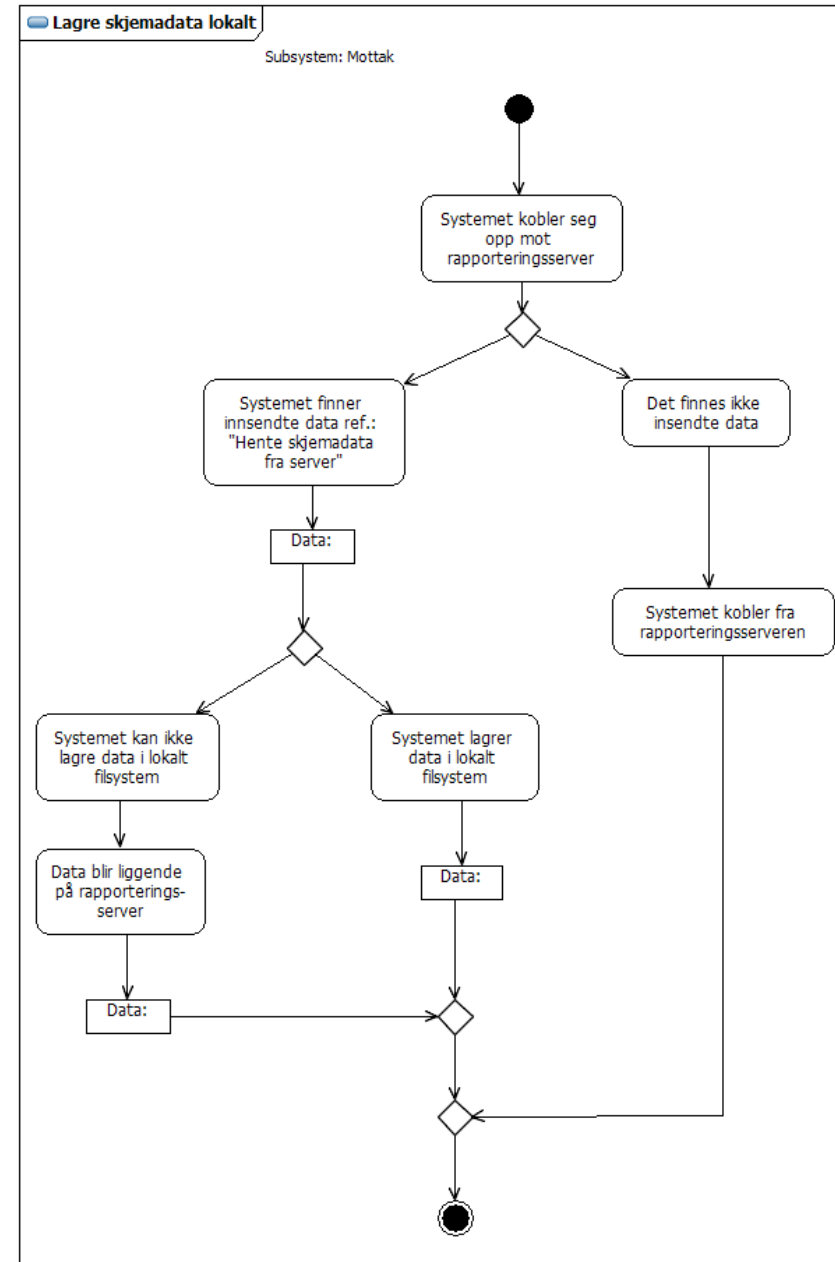 Lagre skjemadata lokalt
Subsystem: Mottak
Systemet kobler seg
opp mot
rapporteringsserver
Systemet finner
innsendte data ref.:
"Hente skjemadata
fra server"
Det finnes ikke
insendte data
Data:
Systemet kobler fra
rapporteringsserveren
Systemet kan ikke
lagre data i lokalt
filsystem
Systemet lagrer
data i lokalt
filsystem
Data blir liggende
på rapporterings-
server
Data:
Data: